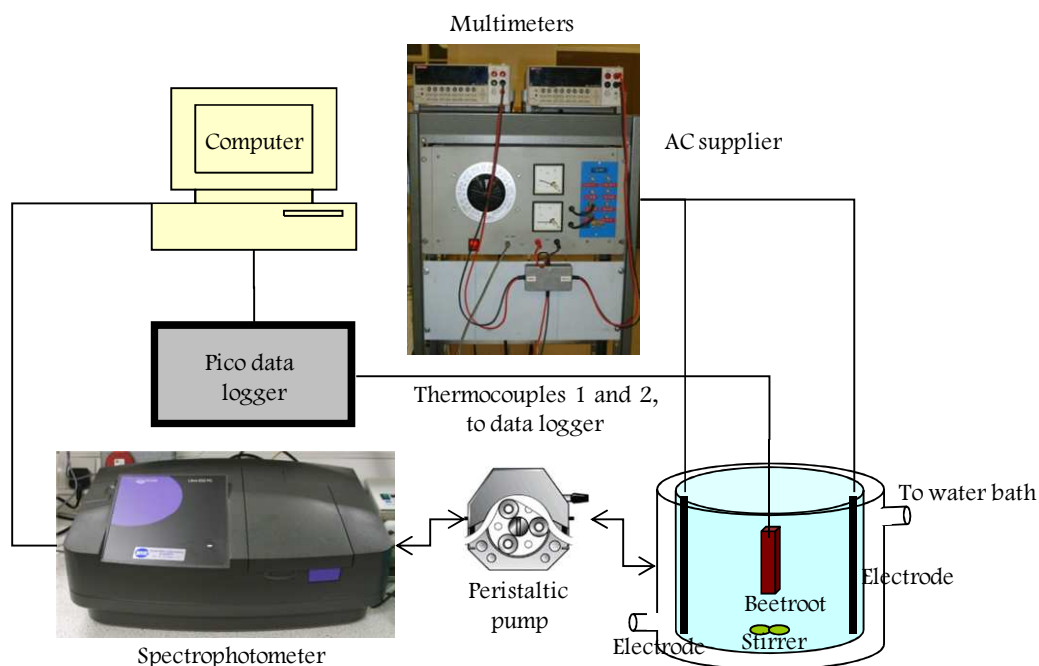 Multimeters
Computer
AC supplier
Pico data
logger
Thermocouples 1 and 2,
to data logger
To water bath
Electrode
Beetroot
Peristaltic
pump
Electrode
Stirrer
Spectrophotometer